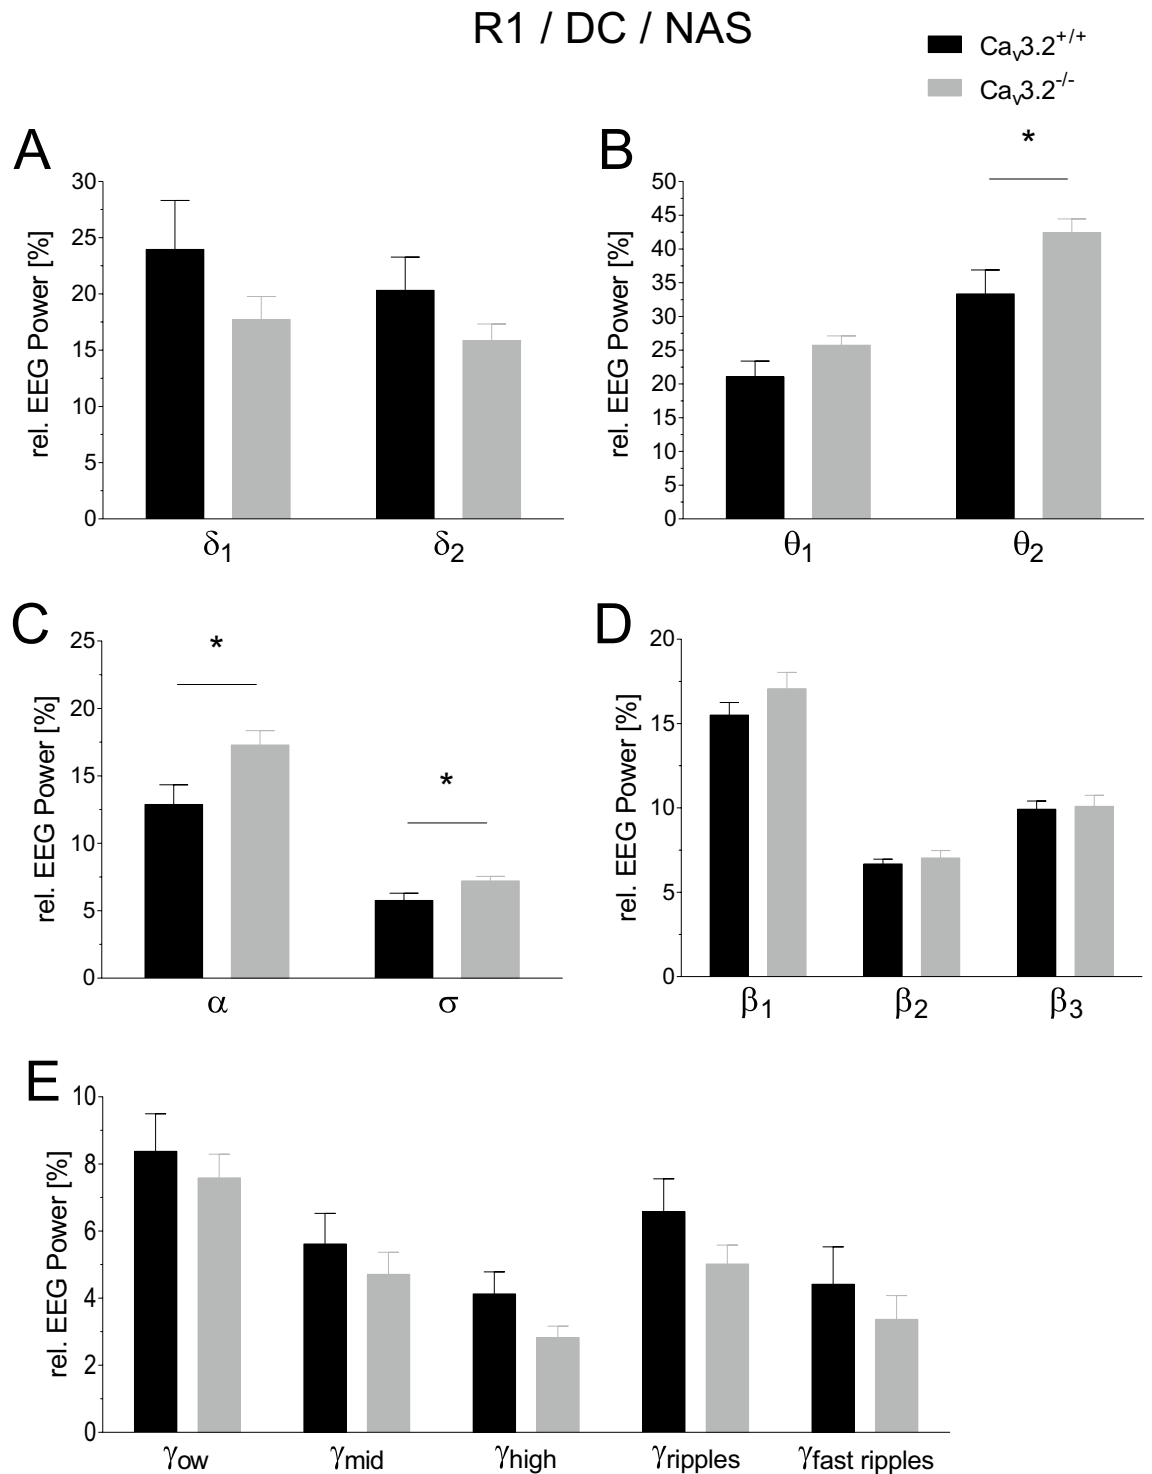 R1 / DC / NAS
Caᵥ3.2⁺/⁺
Caᵥ3.2⁻/⁻
A
rel. EEG Power [%]
30
25
20
15
10
5
0
δ1
δ2
B
*
rel. EEG Power [%]
50
45
40
35
30
25
20
15
10
5
0
θ1
θ2
C
*
*
rel. EEG Power [%]
25
20
15
10
5
0
α
σ
D
rel. EEG Power [%]
20
15
10
5
0
β1
β2
β3
E
rel. EEG Power [%]
10
8
6
4
2
0
γow
γmid
γhigh
γripples
γfast ripples